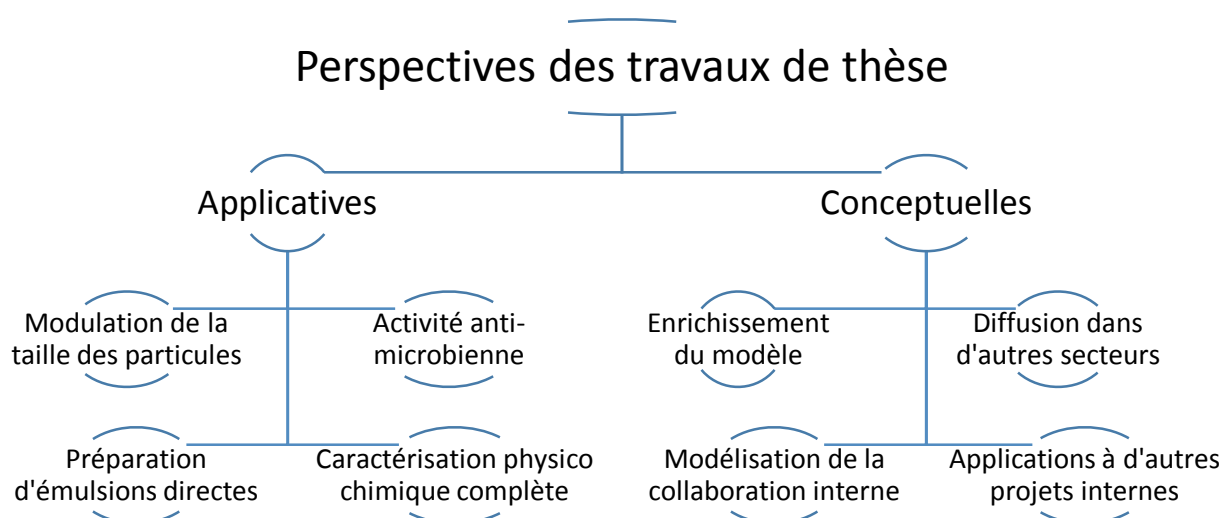 Perspectives des travaux de thèse
Applicatives
Conceptuelles
Modulation de la
taille des particules
Activité anti-
microbienne
Enrichissement
du modèle
Diffusion dans
d'autres secteurs
Préparation
d'émulsions directes
Caractérisation physico
chimique complète
Modélisation de la
collaboration interne
Applications à d'autres
projets internes